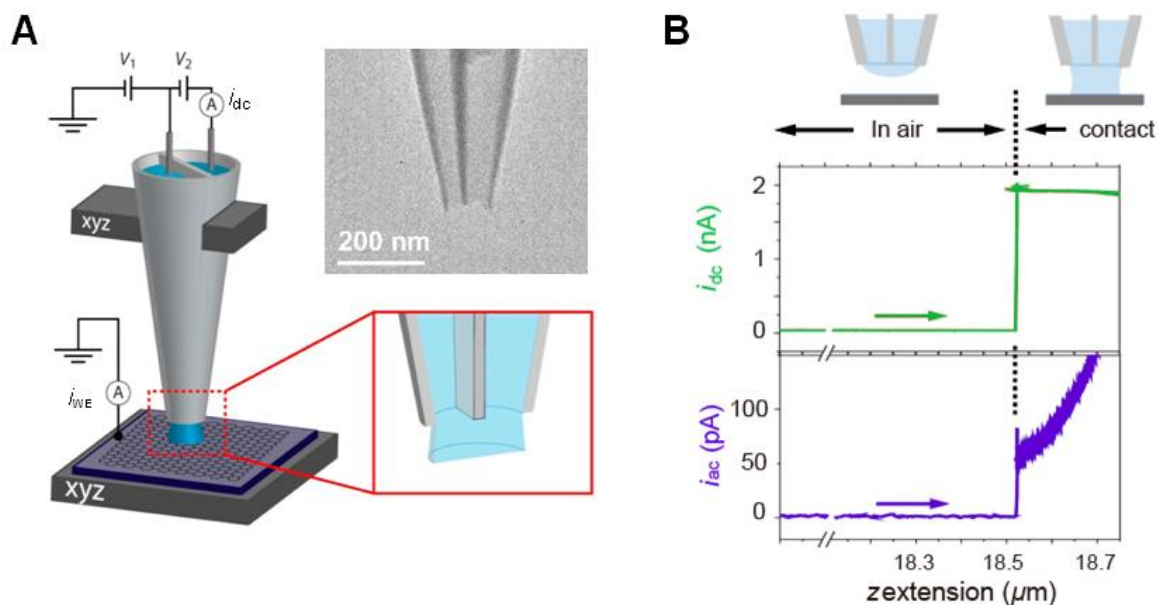 A
V1
V2
A
idc
xyz
200 nm
iWE
A
xyz
B
In air
contact
idc (nA)
2
1
0
iac (pA)
100
50
0
18.3
18.5
18.7
zextension (μm)